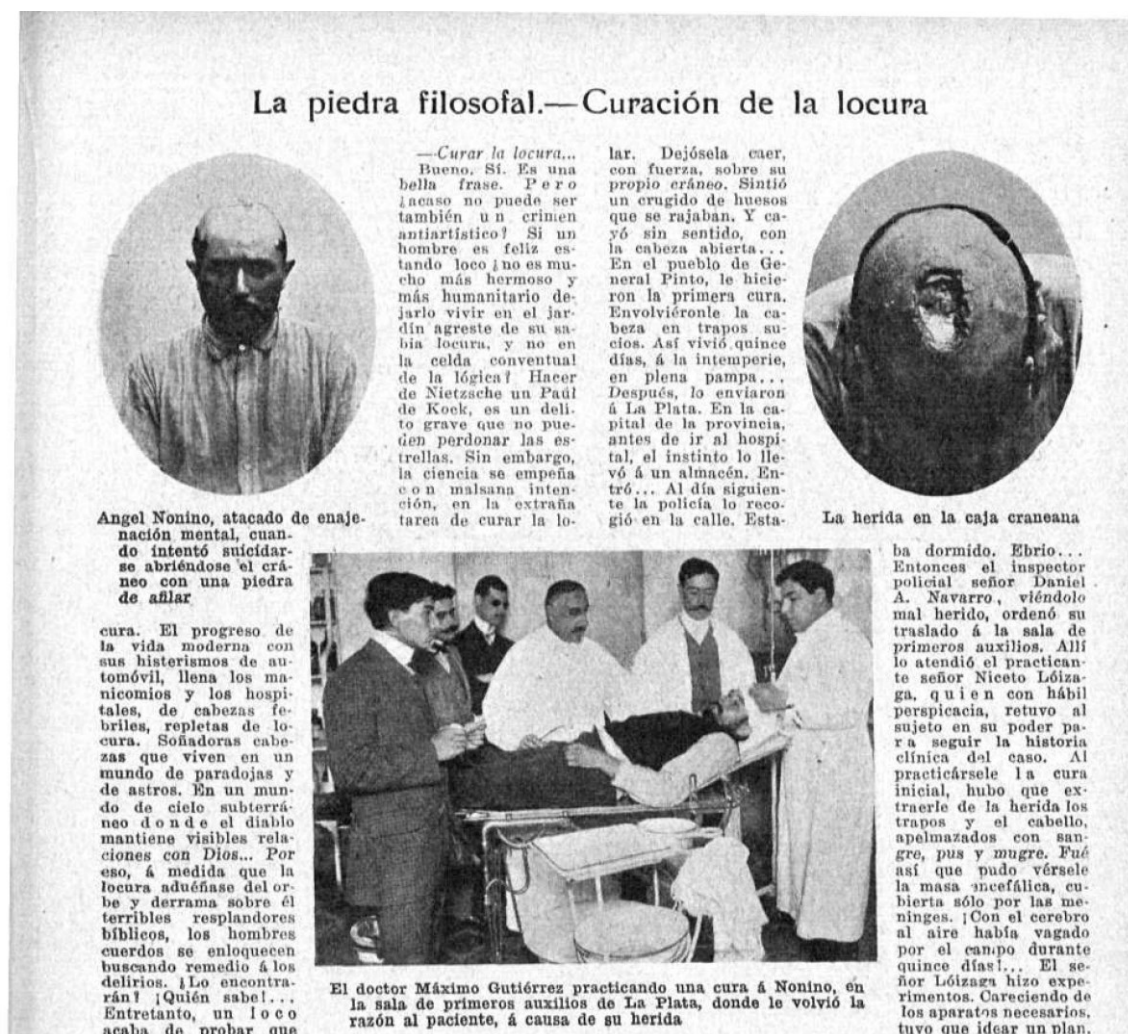 La piedra filosofal.—Curación de la locura
—Curar la locura...
Bueno. Sí. Es una
bella frase. Pero
¿acaso no puede ser
también un crimen
antiartístico? Si un
hombre es feliz es-
tando loco ¿no es mu-
cho más hermoso y
más humanitario de-
jarlo vivir en el jar-
dín agreste de su sa-
bia locura, y no en
la celda conventual
de la lógica? Hacer
de Nietzsche un Paúl
de Kock, es un deli-
to grave que no pue-
den perdonar las es-
trellas. Sin embargo,
la ciencia se empeña
con malsana inten-
ción, en la extraña
tarea de curar la lo-
Angel Nonino, atacado de enaje-
nación mental, cuan-
do intentó suicidar-
se abriéndose el crá-
neo con una piedra
de afilar
cura. El progreso de
la vida moderna con
sus histerismos de au-
tomóvil, llena los ma-
nicomios y los hospi-
tales, de cabezas fe-
briles, repletas de lo-
cura. Soñadoras cabe-
zas que viven en un
mundo de paradojas y
de astros. En un mun-
do de cielo subterrá-
neo donde el diablo
mantiene visibles rela-
ciones con Dios... Por
eso, á medida que la
locura aduéñase del or-
be y derrama sobre él
terribles resplandores
bíblicos, los hombres
cuerdos se enloquecen
buscando remedio á los
delirios. ¿Lo encontra-
rán? ¡Quién sabe!...
Entretanto, un loco
acaba de probar que
lar. Dejósela caer,
con fuerza, sobre su
propio cráneo. Sintió
un crugido de huesos
que se rajaban. Y ca-
yó sin sentido, con
la cabeza abierta...
En el pueblo de Ge-
neral Pinto, le hicie-
ron la primera cura.
Envolviéronle la ca-
beza en trapos su-
cios. Así vivió quince
días, á la intemperie,
en plena pampa...
Después, lo enviaron
á La Plata. En la ca-
pital de la provincia,
antes de ir al hospi-
tal, el instinto lo lle-
vó á un almacén. En-
tró... Al día siguien-
te la policía lo reco-
gió en la calle. Esta-
La herida en la caja craneana
ba dormido. Ebrio...
Entonces el inspector
policial señor Daniel
A. Navarro, viéndolo
mal herido, ordenó su
traslado á la sala de
primeros auxilios. Allí
lo atendió el practican-
te señor Niceto Lóiza-
ga, quien con hábil
perspicacia, retuvo al
sujeto en su poder pa-
ra seguir la historia
clínica del caso. Al
practicársele la cura
inicial, hubo que ex-
traerle de la herida los
trapos y el cabello,
apelmazados con san-
gre, pus y mugre. Fué
así que pudo vérsele
la masa encefálica, cu-
bierta sólo por las me-
ninges. ¡Con el cerebro
al aire había vagado
por el campo durante
quince días!... El se-
ñor Lóizaga hizo expe-
rimentos. Careciendo de
los aparatos necesarios,
tuvo que idear un plan.
El doctor Máximo Gutiérrez practicando una cura á Nonino, en
la sala de primeros auxilios de La Plata, donde le volvió la
razón al paciente, á causa de su herida